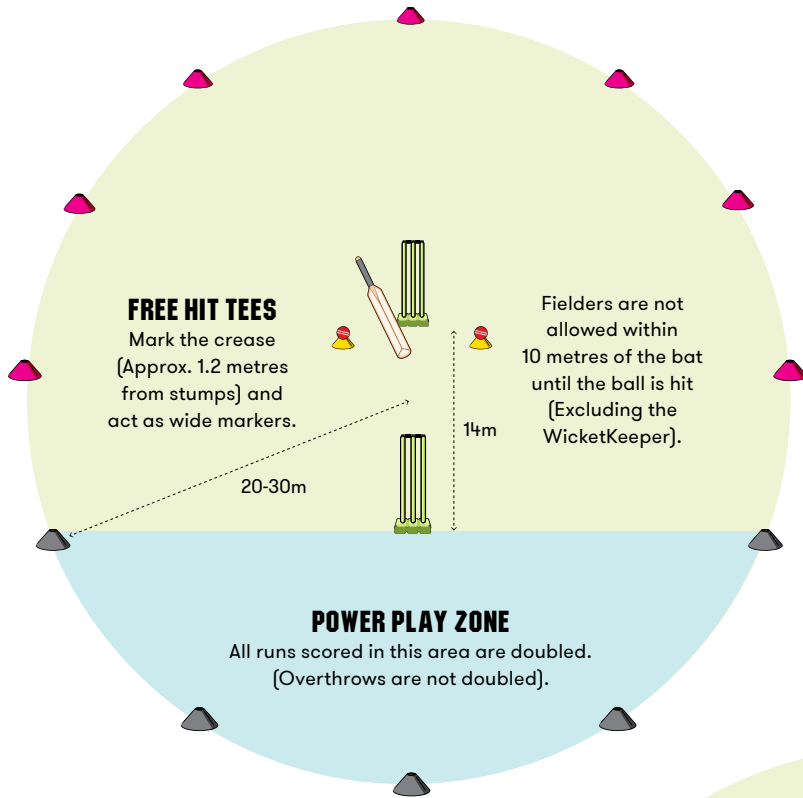 FREE HIT TEES
Mark the crease
(Approx. 1.2 metres
from stumps) and
act as wide markers.
Fielders are not
allowed within
10 metres of the bat
until the ball is hit
(Excluding the
WicketKeeper).
14m
20-30m
POWER PLAY ZONE
All runs scored in this area are doubled.
(Overthrows are not doubled).